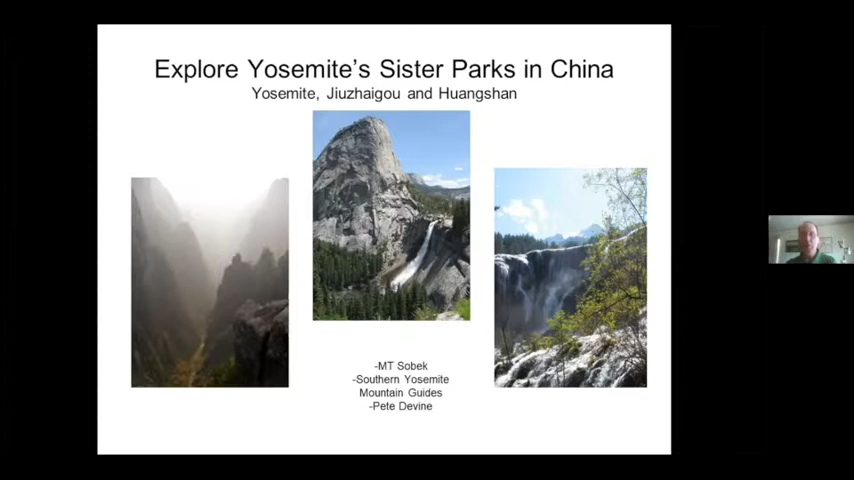 Explore Yosemite's Sister Parks in China
Yosemite, Jiuzhaigou and Huangshan
-MT Sobek
-Southern Yosemite
Mountain Guides
-Pete Devine